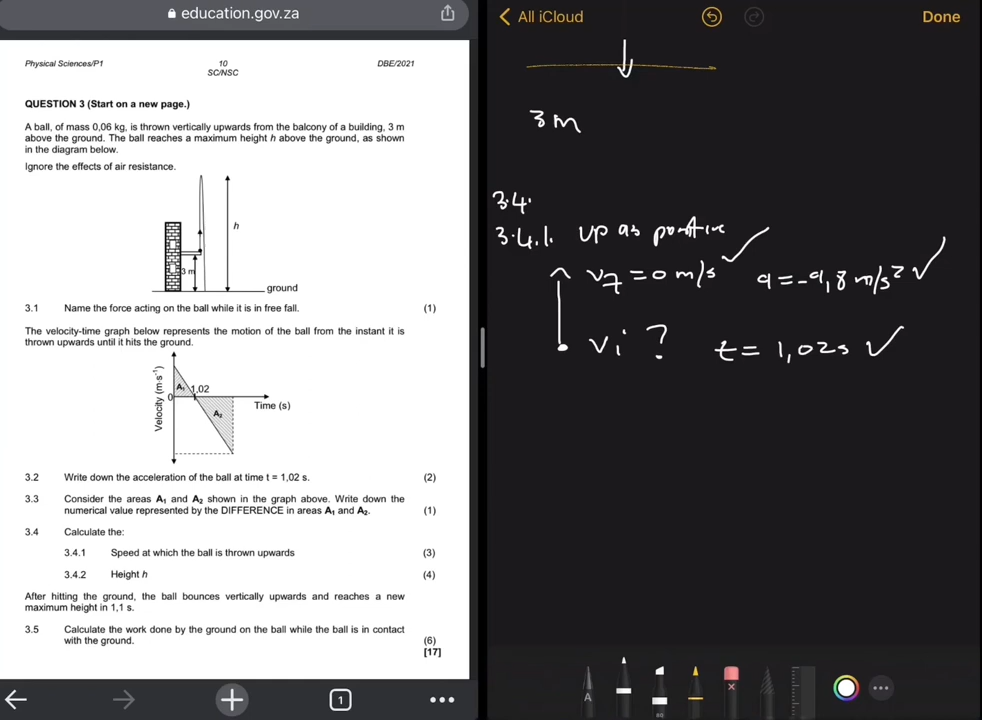 education.gov.za
Physical Sciences/P1 10 DBE/2021
SC/NSC
QUESTION 3 (Start on a new page.)
A ball, of mass 0,06 kg, is thrown vertically upwards from the balcony of a building, 3 m
above the ground. The ball reaches a maximum height h above the ground, as shown
in the diagram below.
Ignore the effects of air resistance.
h
3 m
ground
3.1 Name the force acting on the ball while it is in free fall. (1)
The velocity-time graph below represents the motion of the ball from the instant it is
thrown upwards until it hits the ground.
Velocity (m·s⁻¹)
0
A₁
1,02
Time (s)
A₂
3.2 Write down the acceleration of the ball at time t = 1,02 s. (2)
3.3 Consider the areas A₁ and A₂ shown in the graph above. Write down the
numerical value represented by the DIFFERENCE in areas A₁ and A₂. (1)
3.4 Calculate the:
3.4.1 Speed at which the ball is thrown upwards (3)
3.4.2 Height h (4)
After hitting the ground, the ball bounces vertically upwards and reaches a new
maximum height in 1,1 s.
3.5 Calculate the work done by the ground on the ball while the ball is in contact
with the ground. (6)
[17]
1
All iCloud
Done
3 m
3.4.
3.4.1. up as positive
vf = 0 m/s a = -9,8 m/s²
vi ? t = 1,02s
A
80